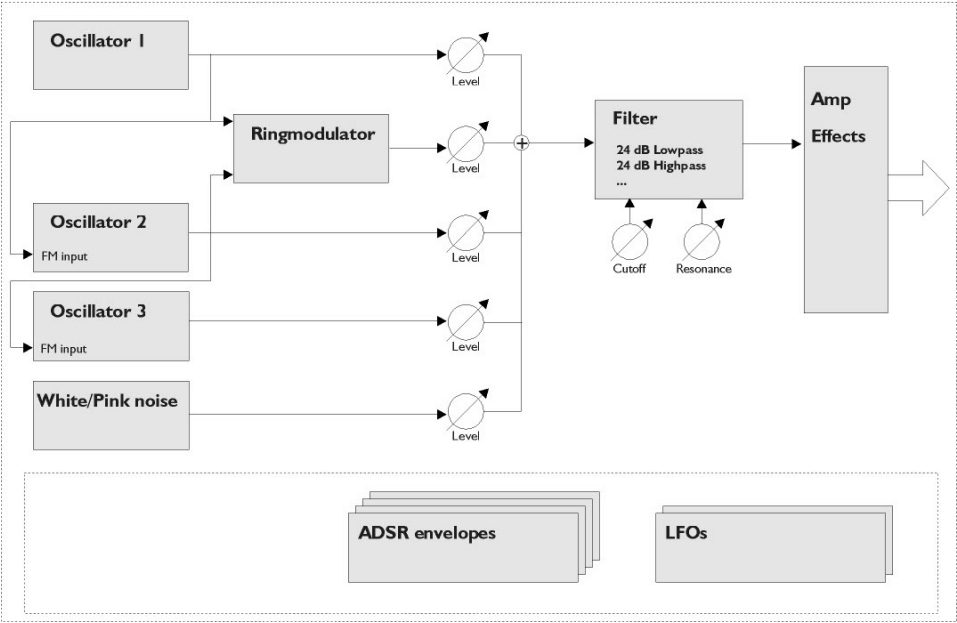 Oscillator 1
Level
Ringmodulator
Level
Oscillator 2
FM input
Level
Oscillator 3
FM input
Level
White/Pink noise
Level
+
Filter
24 dB Lowpass
24 dB Highpass
...
Cutoff
Resonance
Amp
Effects
ADSR envelopes
LFOs